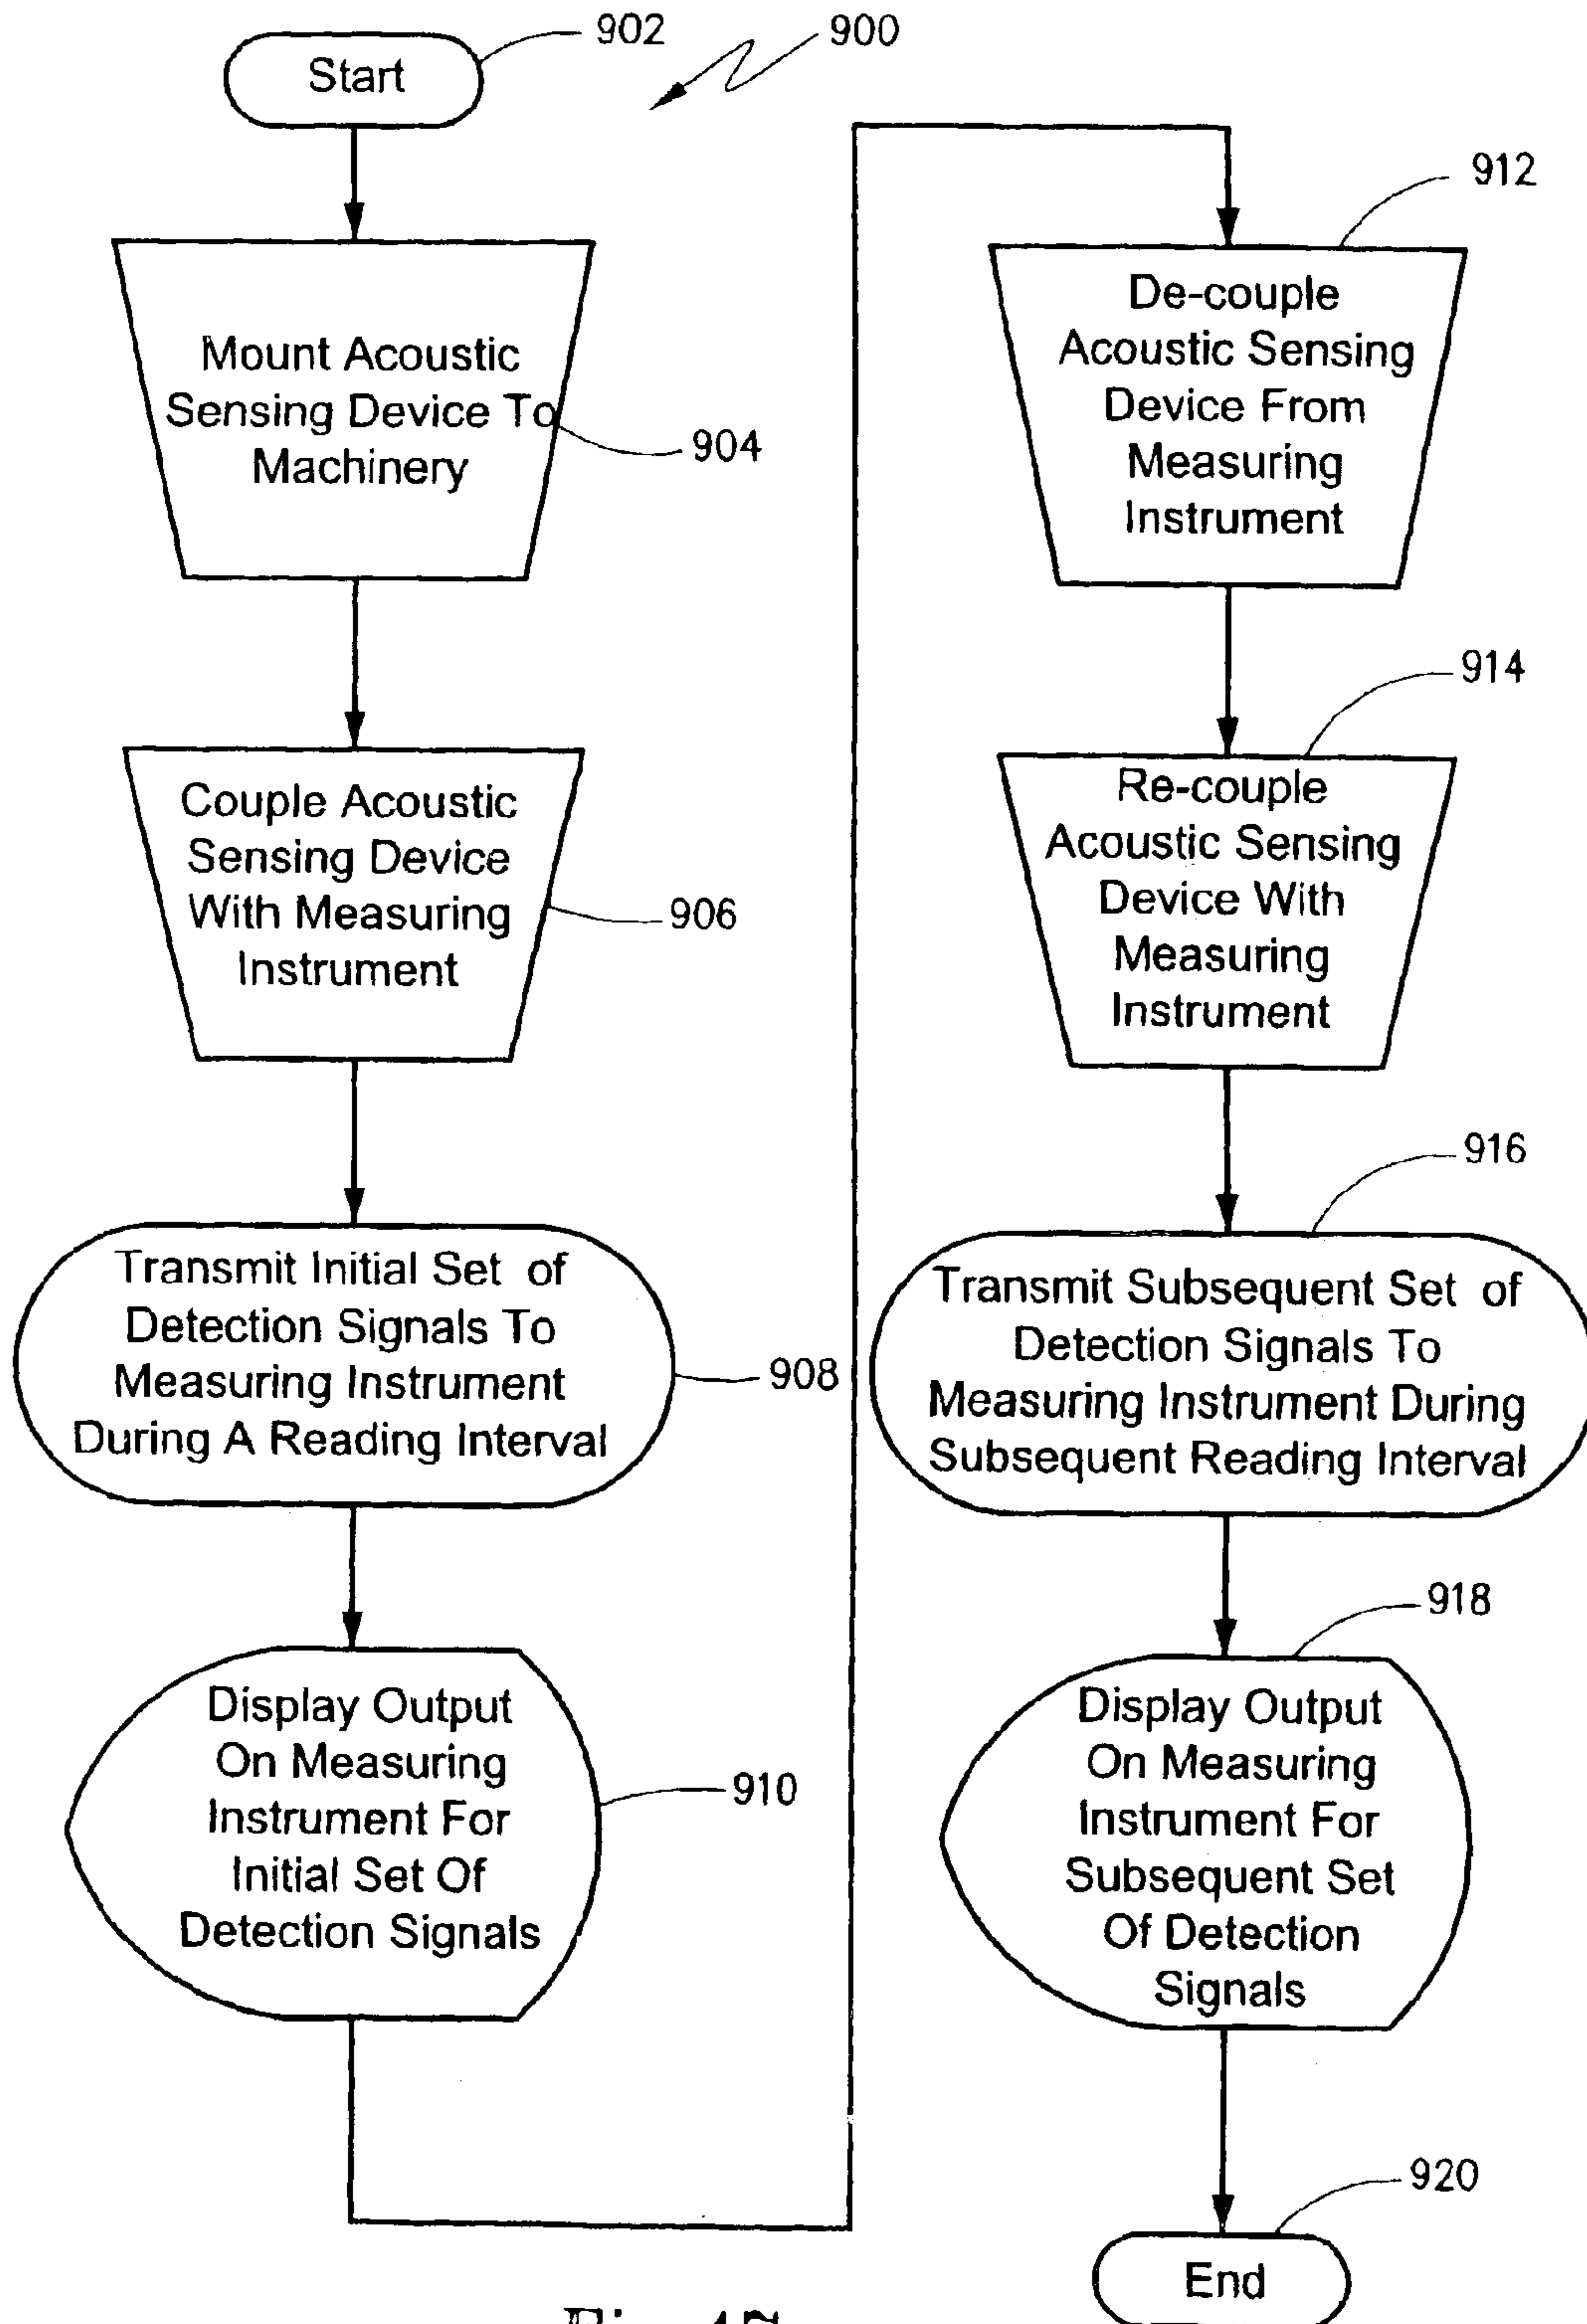 902
900
Start
Mount Acoustic
Sensing Device To
Machinery
904
Couple Acoustic
Sensing Device
With Measuring
Instrument
906
Transmit Initial Set of
Detection Signals To
Measuring Instrument
During A Reading Interval
908
Display Output
On Measuring
Instrument For
Initial Set Of
Detection Signals
910
912
De-couple
Acoustic Sensing
Device From
Measuring
Instrument
914
Re-couple
Acoustic Sensing
Device With
Measuring
Instrument
916
Transmit Subsequent Set of
Detection Signals To
Measuring Instrument During
Subsequent Reading Interval
918
Display Output
On Measuring
Instrument For
Subsequent Set
Of Detection
Signals
920
End